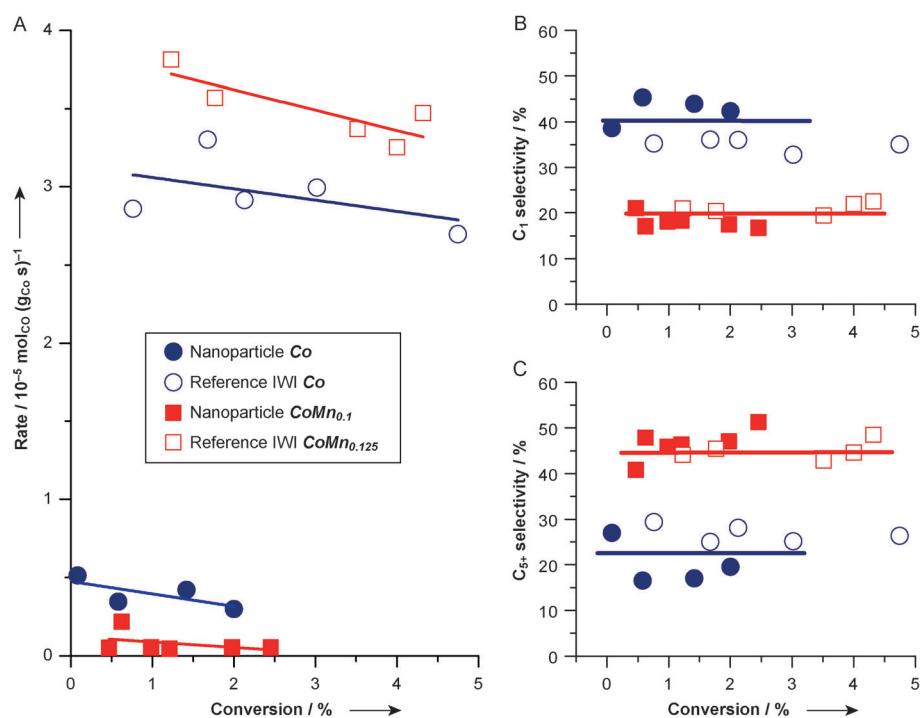 A
4
3
2
1
0
Rate / 10⁻⁵ mol_CO (g_Co s)⁻¹
Nanoparticle Co
Reference IWI Co
Nanoparticle CoMn₀.₁
Reference IWI CoMn₀.₁₂₅
0 1 2 3 4 5
Conversion / %
B
60
50
40
30
20
10
0
C₁ selectivity / %
0 1 2 3 4 5
C
60
50
40
30
20
10
0
C₅₊ selectivity / %
0 1 2 3 4 5
Conversion / %